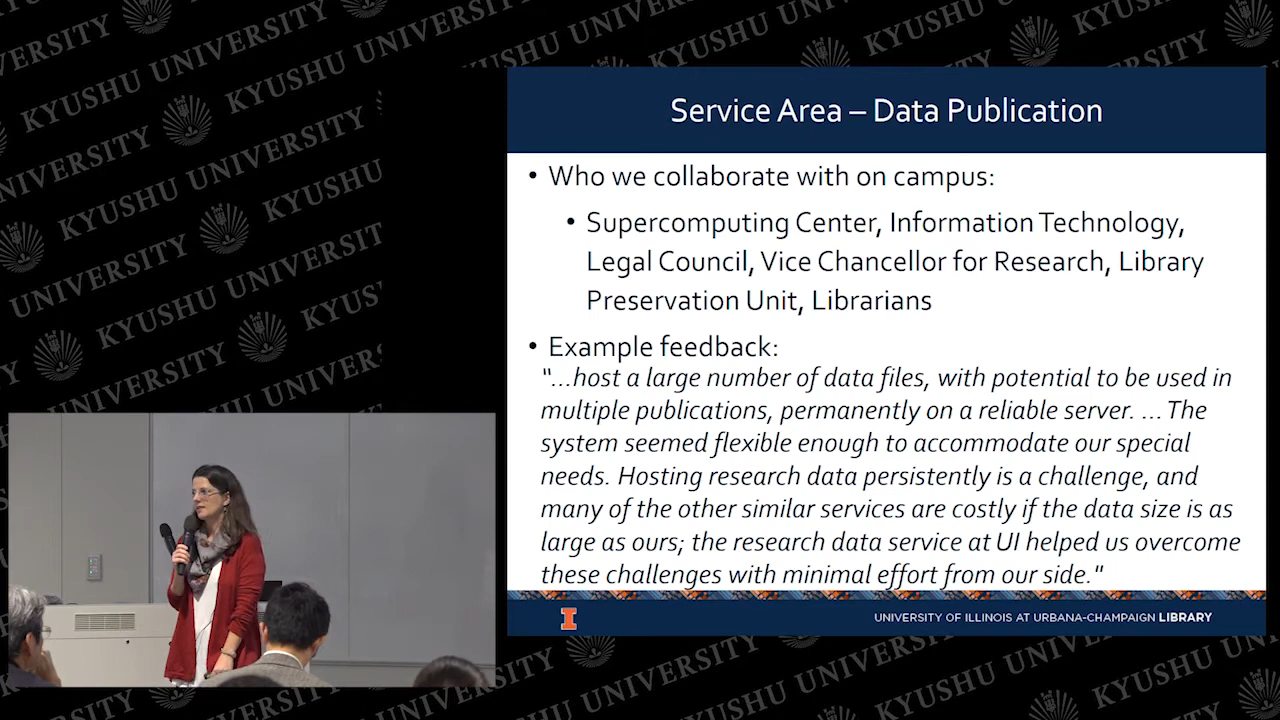 KYUSHU UNIVERSITY
Service Area – Data Publication
• Who we collaborate with on campus:
• Supercomputing Center, Information Technology,
Legal Council, Vice Chancellor for Research, Library
Preservation Unit, Librarians
• Example feedback:
"...host a large number of data files, with potential to be used in
multiple publications, permanently on a reliable server. ... The
system seemed flexible enough to accommodate our special
needs. Hosting research data persistently is a challenge, and
many of the other similar services are costly if the data size is as
large as ours; the research data service at UI helped us overcome
these challenges with minimal effort from our side."
I
UNIVERSITY OF ILLINOIS AT URBANA-CHAMPAIGN LIBRARY